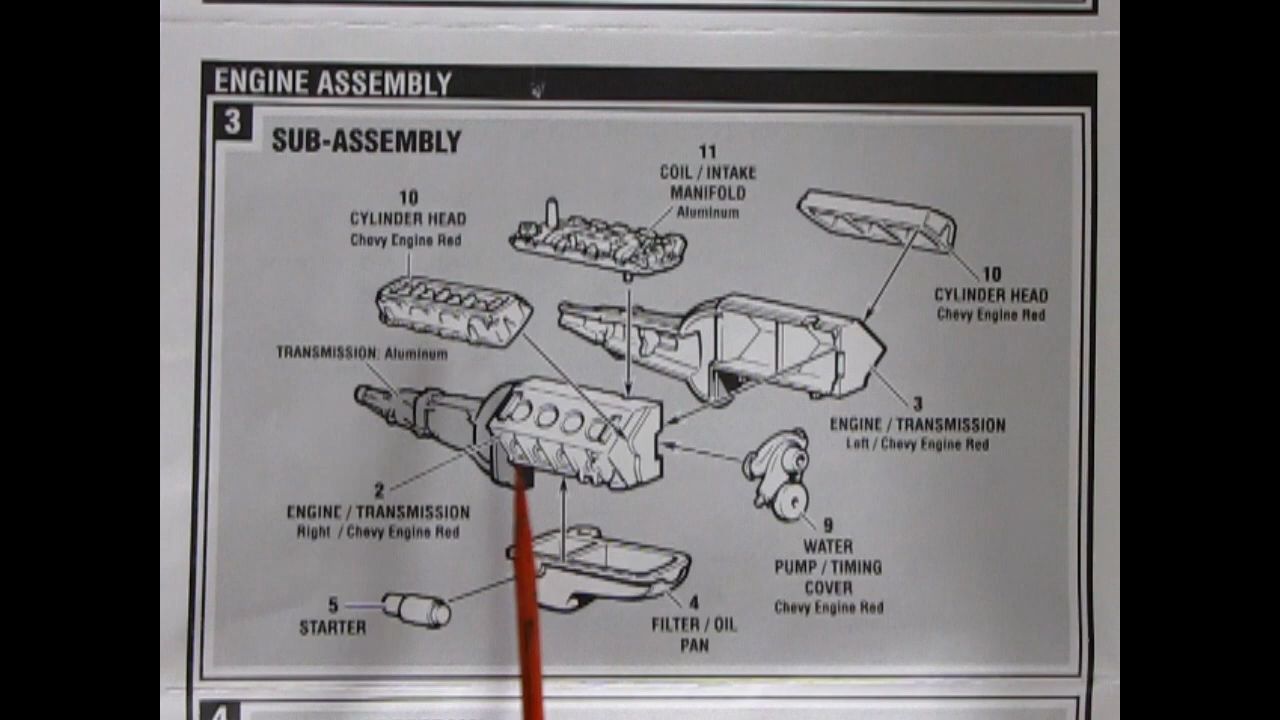 ENGINE ASSEMBLY
3
SUB-ASSEMBLY
11
COIL / INTAKE
MANIFOLD
Aluminum
10
CYLINDER HEAD
Chevy Engine Red
10
CYLINDER HEAD
Chevy Engine Red
TRANSMISSION: Aluminum
3
ENGINE / TRANSMISSION
Left / Chevy Engine Red
2
ENGINE / TRANSMISSION
Right / Chevy Engine Red
9
WATER
PUMP / TIMING
COVER
Chevy Engine Red
5
STARTER
4
FILTER / OIL
PAN
4